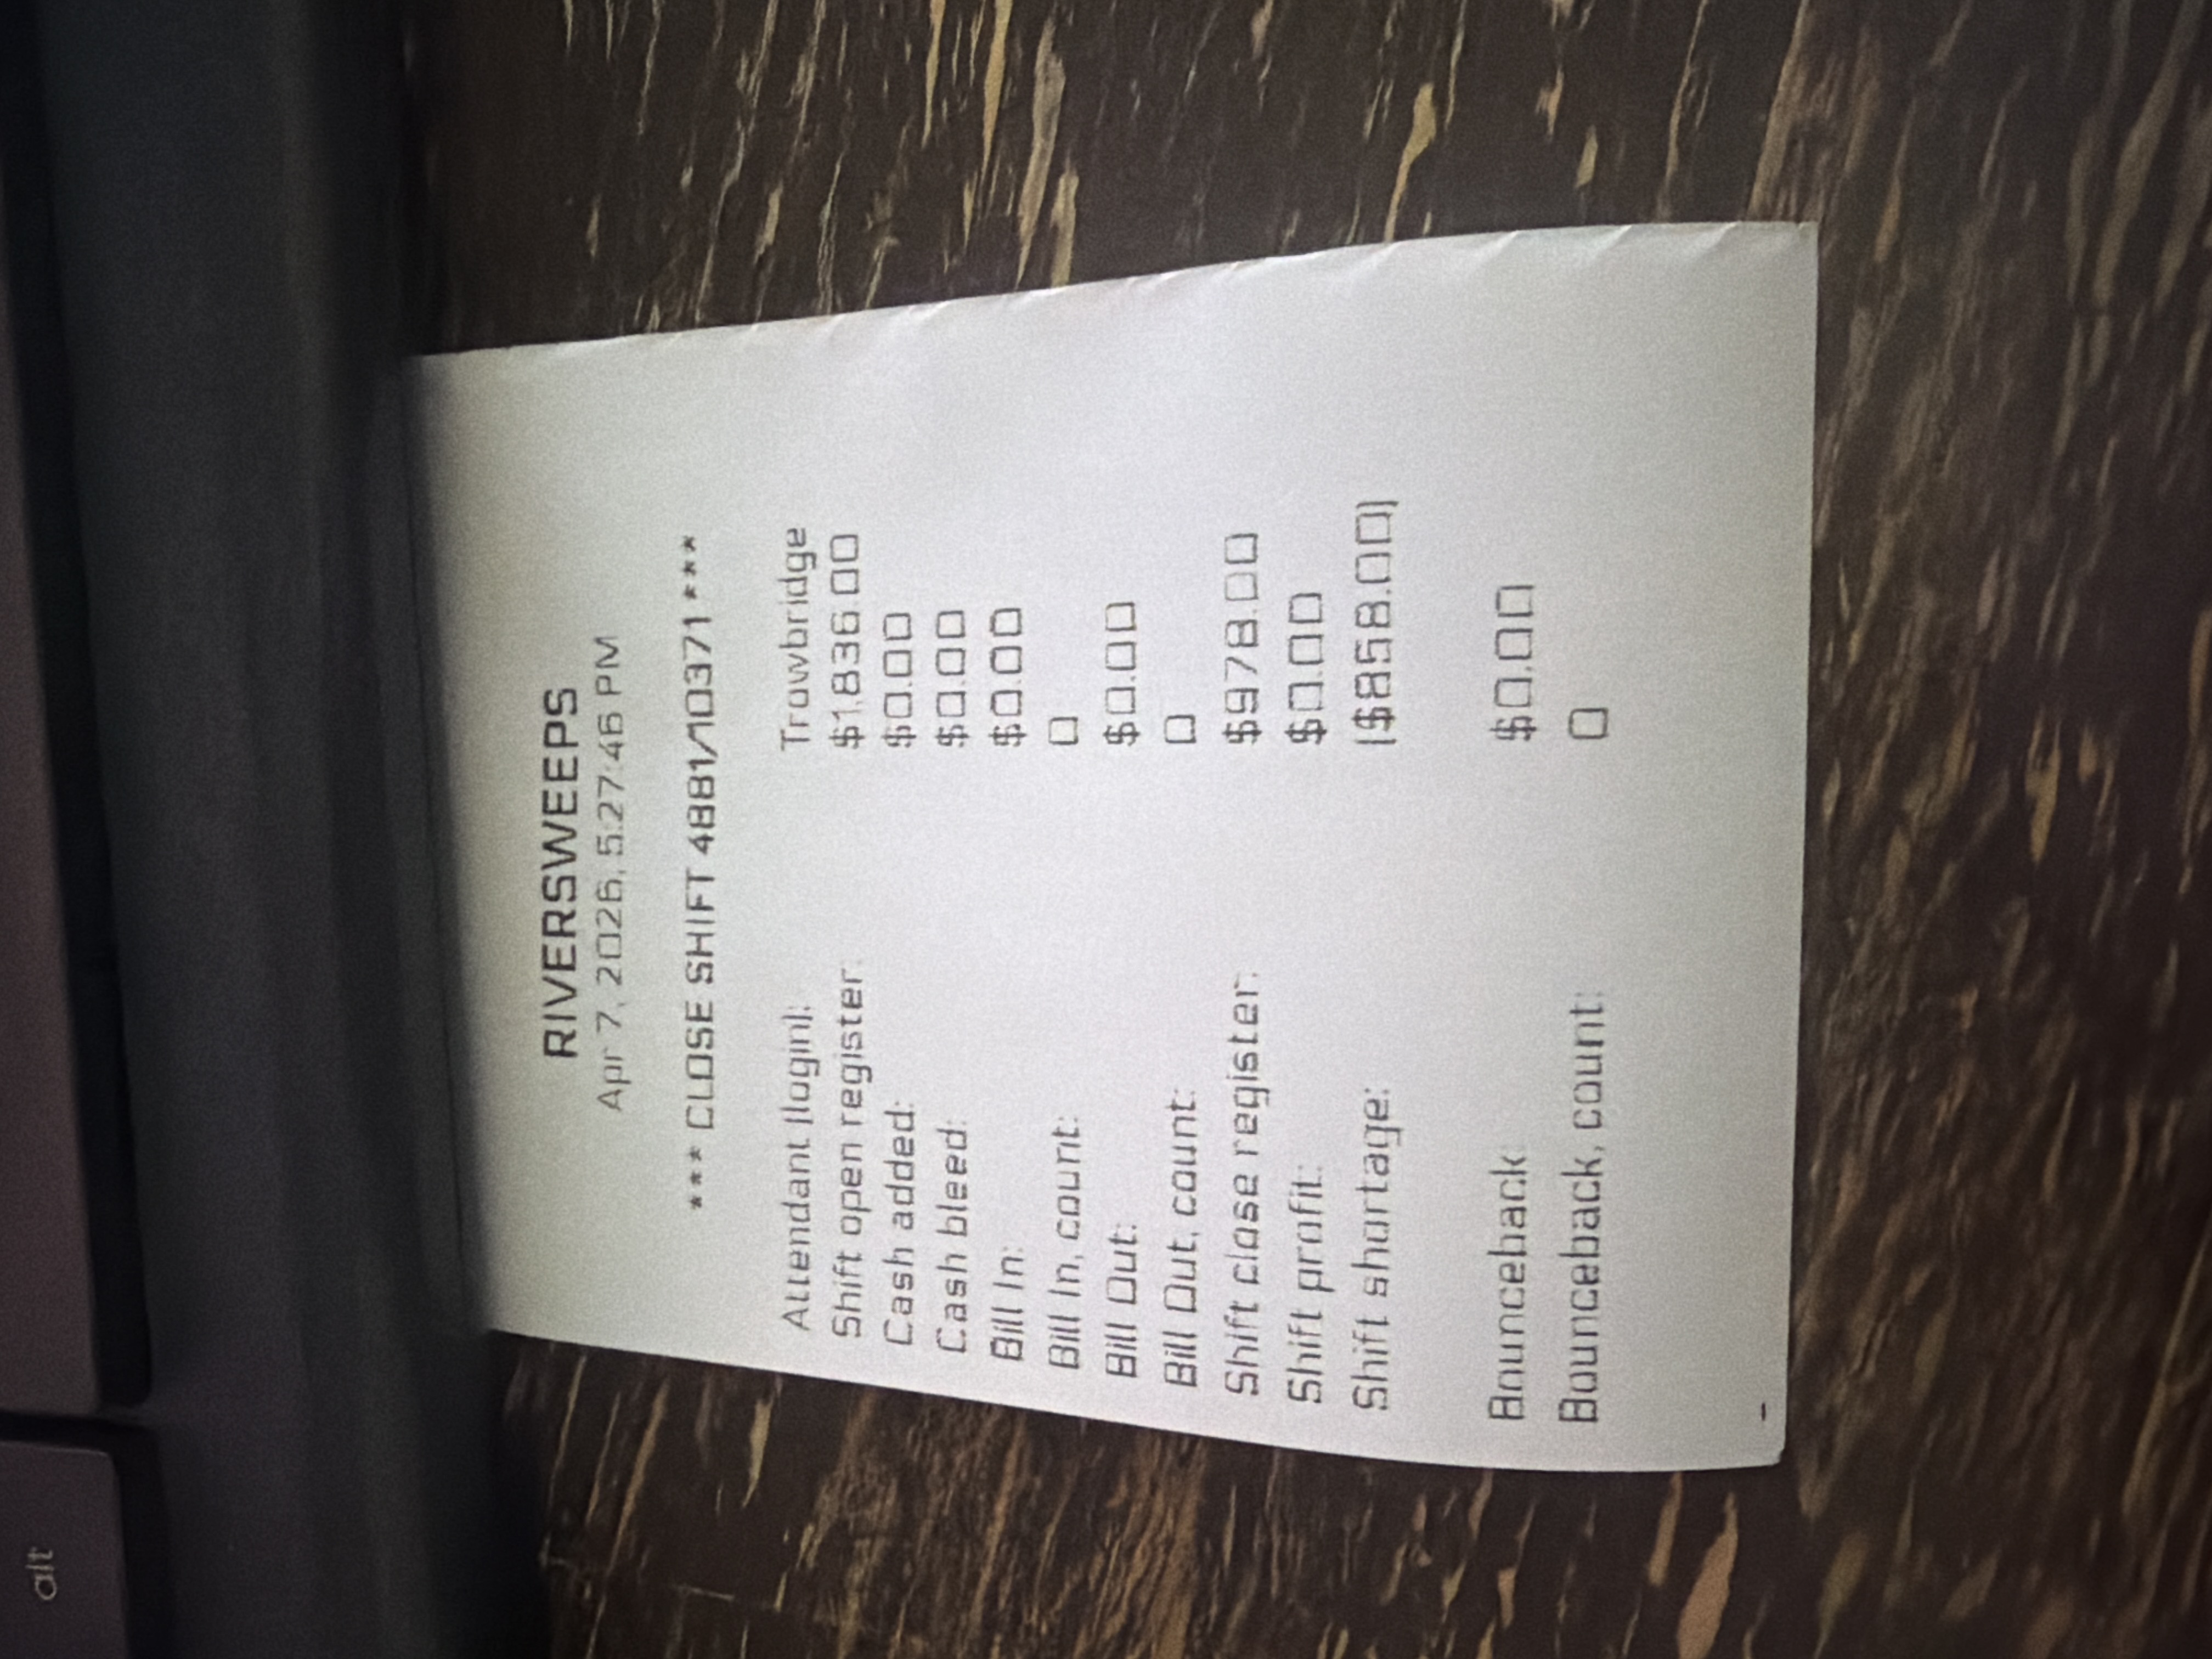 RIVERSWEEPS
Apr 7, 2026, 5:27:46 PM
*** CLOSE SHIFT 4881/10371 ***
Attendant (login): Trowbridge
Shift open register: $1,836.00
Cash added: $0.00
Cash bleed: $0.00
Bill In: $0.00
Bill In, count: 0
Bill Out: $0.00
Bill Out, count: 0
Shift close register: $978.00
Shift profit: $0.00
Shift shortage: ($858.00)
Bounceback: $0.00
Bounceback, count: 0
-
alt